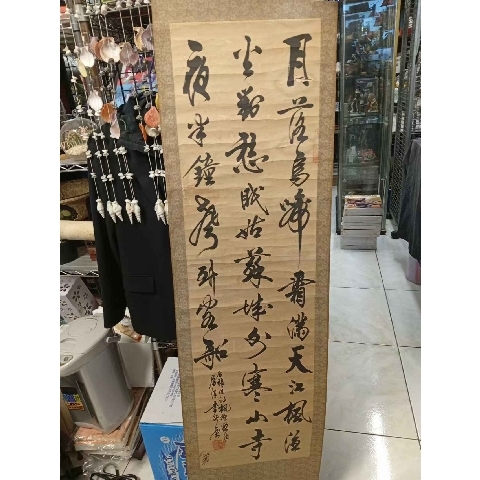 月落烏啼霜滿天江楓漁
火對愁眠姑蘇城外寒山寺
夜半鐘聲到客船